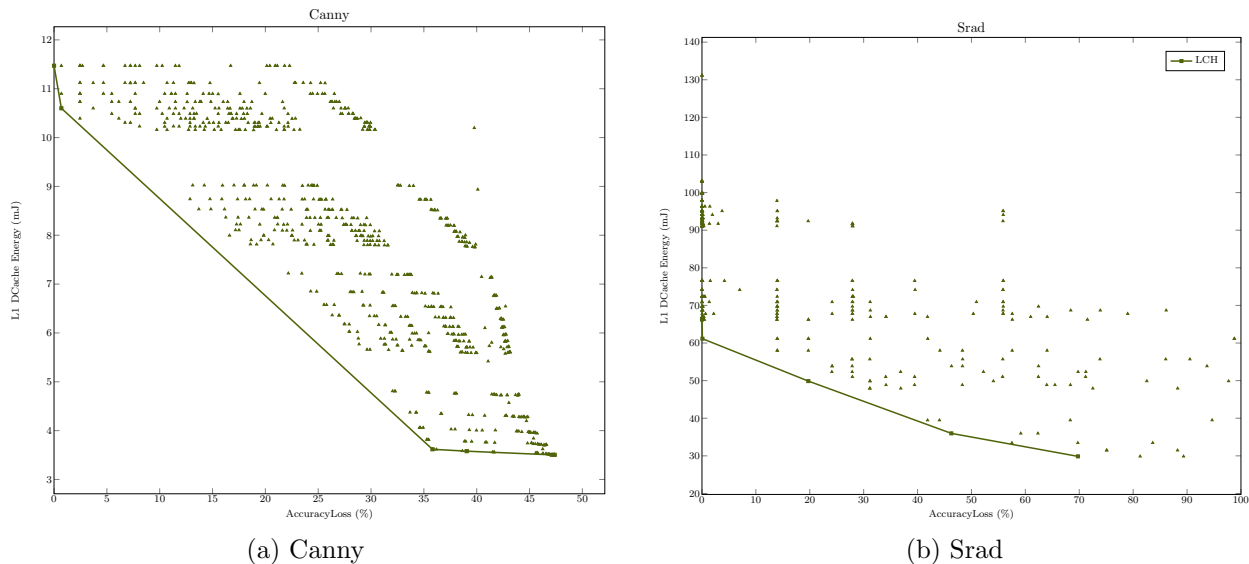 Canny
12
11
10
9
8
7
6
5
4
3
L1 DCache Energy (mJ)
0 5 10 15 20 25 30 35 40 45 50
AccuracyLoss (%)
(a) Canny
Srad
LCH
140
130
120
110
100
90
80
70
60
50
40
30
20
L1 DCache Energy (mJ)
0 10 20 30 40 50 60 70 80 90 100
AccuracyLoss (%)
(b) Srad